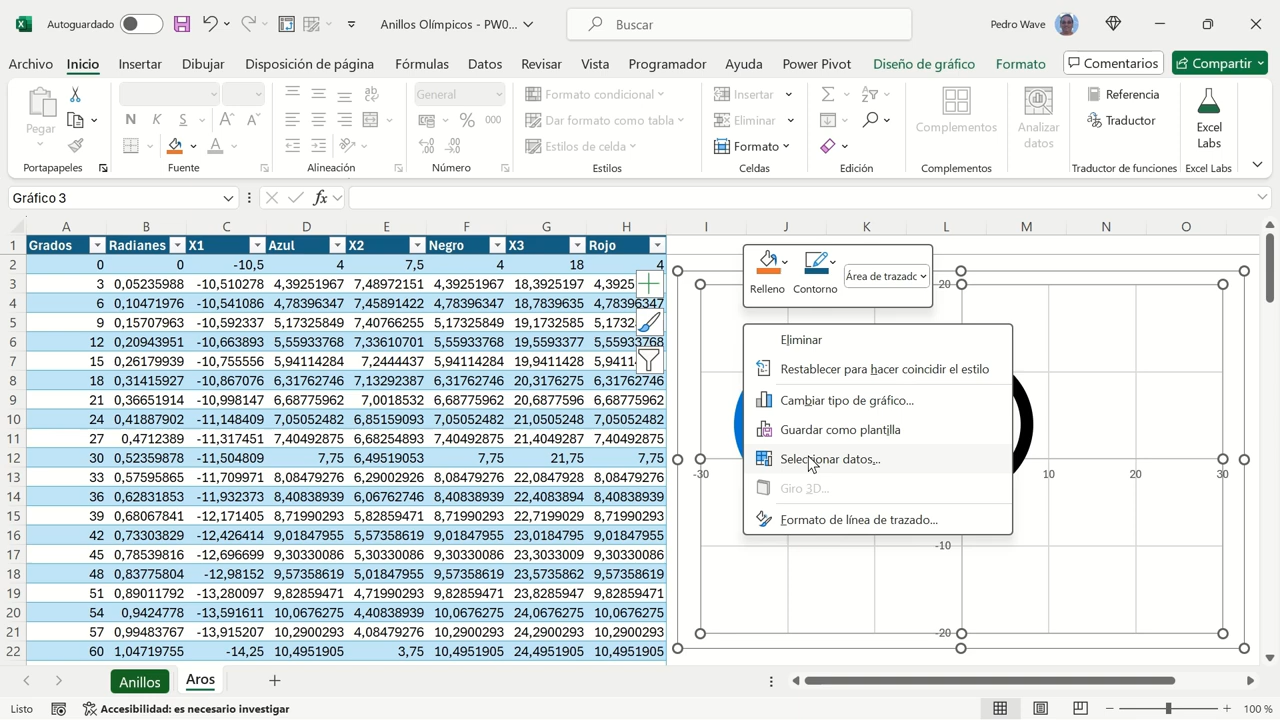 Autoguardado
Anillos Olímpicos - PW0...
Buscar
Pedro Wave
Archivo Inicio Insertar Dibujar Disposición de página Fórmulas Datos Revisar Vista Programador Ayuda Power Pivot Diseño de gráfico Formato Comentarios Compartir
Pegar
Portapapeles
N K S
Fuente
Alineación
General
% 000
Número
Formato condicional
Dar formato como tabla
Estilos de celda
Estilos
Insertar
Eliminar
Formato
Celdas
Edición
Complementos
Complementos
Analizar
datos
Referencia
Traductor
Traductor de funciones
Excel
Labs
Excel Labs
Gráfico 3
fx
A B C D E F G H I J K L M N O
1 Grados Radianes X1 Azul X2 Negro X3 Rojo
2 0 0 -10,5 4 7,5 4 18 4
3 3 0,05235988 -10,510278 4,39251967 7,48972151 4,39251967 18,3925197 4,3925
4 6 0,10471976 -10,541086 4,78396347 7,45891422 4,78396347 18,7839635 4,78396347
5 9 0,15707963 -10,592337 5,17325849 7,40766255 5,17325849 19,1732585 5,1732
6 12 0,20943951 -10,663893 5,55933768 7,33610701 5,55933768 19,5593377 5,55933768
7 15 0,26179939 -10,755556 5,94114284 7,2444437 5,94114284 19,9411428 5,9411
8 18 0,31415927 -10,867076 6,31762746 7,13292387 6,31762746 20,3176275 6,31762746
9 21 0,36651914 -10,998147 6,68775962 7,0018532 6,68775962 20,6877596 6,68775962
10 24 0,41887902 -11,148409 7,05052482 6,85159093 7,05052482 21,0505248 7,05052482
11 27 0,4712389 -11,317451 7,40492875 6,68254893 7,40492875 21,4049287 7,40492875
12 30 0,52359878 -11,504809 7,75 6,49519053 7,75 21,75 7,75
13 33 0,57595865 -11,709971 8,08479276 6,29002926 8,08479276 22,0847928 8,08479276
14 36 0,62831853 -11,932373 8,40838939 6,06762746 8,40838939 22,4083894 8,40838939
15 39 0,68067841 -12,171405 8,71990293 5,82859471 8,71990293 22,7199029 8,71990293
16 42 0,73303829 -12,426414 9,01847955 5,57358619 9,01847955 23,0184795 9,01847955
17 45 0,78539816 -12,696699 9,30330086 5,30330086 9,30330086 23,3033009 9,30330086
18 48 0,83775804 -12,98152 9,57358619 5,01847955 9,57358619 23,5735862 9,57358619
19 51 0,89011792 -13,280097 9,82859471 4,71990293 9,82859471 23,8285947 9,82859471
20 54 0,9424778 -13,591611 10,0676275 4,40838939 10,0676275 24,0676275 10,0676275
21 57 0,99483767 -13,915207 10,2900293 4,08479276 10,2900293 24,2900293 10,2900293
22 60 1,04719755 -14,25 10,4951905 3,75 10,4951905 24,4951905 10,4951905
Relleno Contorno Área de trazado
Eliminar
Restablecer para hacer coincidir el estilo
Cambiar tipo de gráfico...
Guardar como plantilla
Seleccionar datos...
Giro 3D...
Formato de línea de trazado...
20
-30 10 20 30
-10
-20
Anillos Aros
Listo Accesibilidad: es necesario investigar
100 %